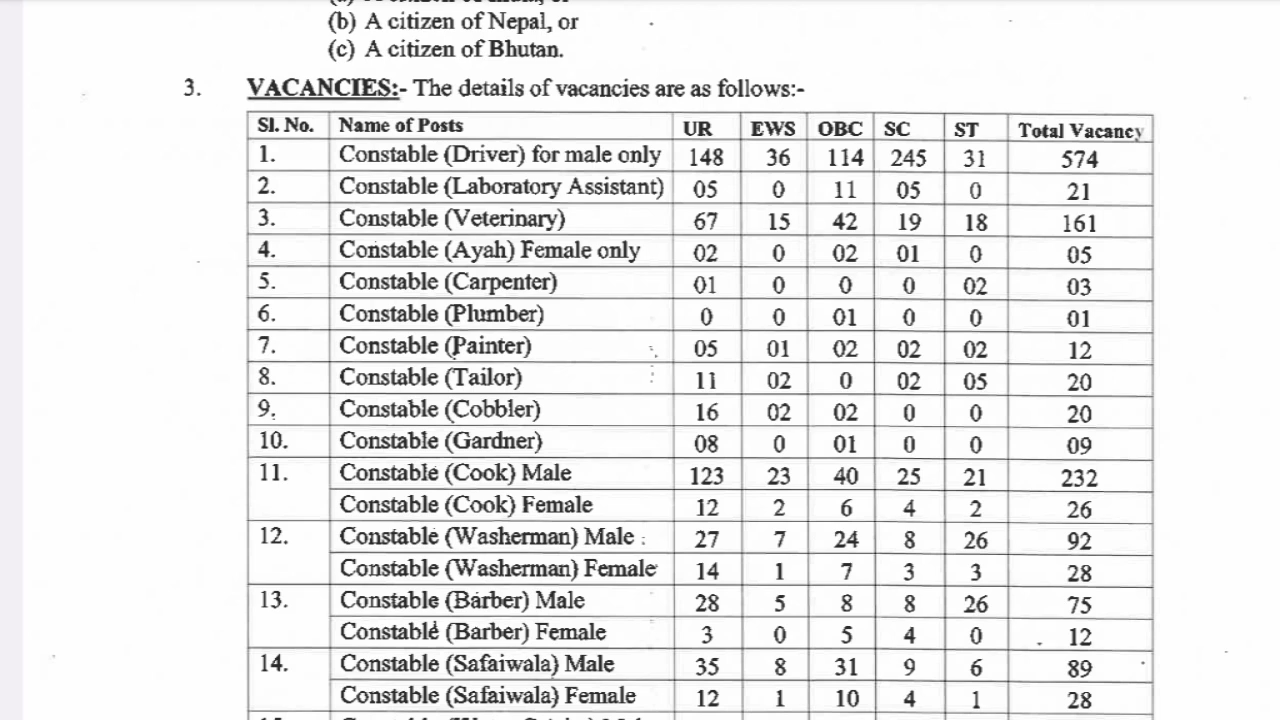 (b) A citizen of Nepal, or
(c) A citizen of Bhutan.
3. VACANCIES:- The details of vacancies are as follows:-
Sl. No. Name of Posts UR EWS OBC SC ST Total Vacancy
1. Constable (Driver) for male only 148 36 114 245 31 574
2. Constable (Laboratory Assistant) 05 0 11 05 0 21
3. Constable (Veterinary) 67 15 42 19 18 161
4. Constable (Ayah) Female only 02 0 02 01 0 05
5. Constable (Carpenter) 01 0 0 0 02 03
6. Constable (Plumber) 0 0 01 0 0 01
7. Constable (Painter) 05 01 02 02 02 12
8. Constable (Tailor) 11 02 0 02 05 20
9. Constable (Cobbler) 16 02 02 0 0 20
10. Constable (Gardner) 08 0 01 0 0 09
11. Constable (Cook) Male 123 23 40 25 21 232
Constable (Cook) Female 12 2 6 4 2 26
12. Constable (Washerman) Male 27 7 24 8 26 92
Constable (Washerman) Female 14 1 7 3 3 28
13. Constable (Barber) Male 28 5 8 8 26 75
Constable (Barber) Female 3 0 5 4 0 12
14. Constable (Safaiwala) Male 35 8 31 9 6 89
Constable (Safaiwala) Female 12 1 10 4 1 28